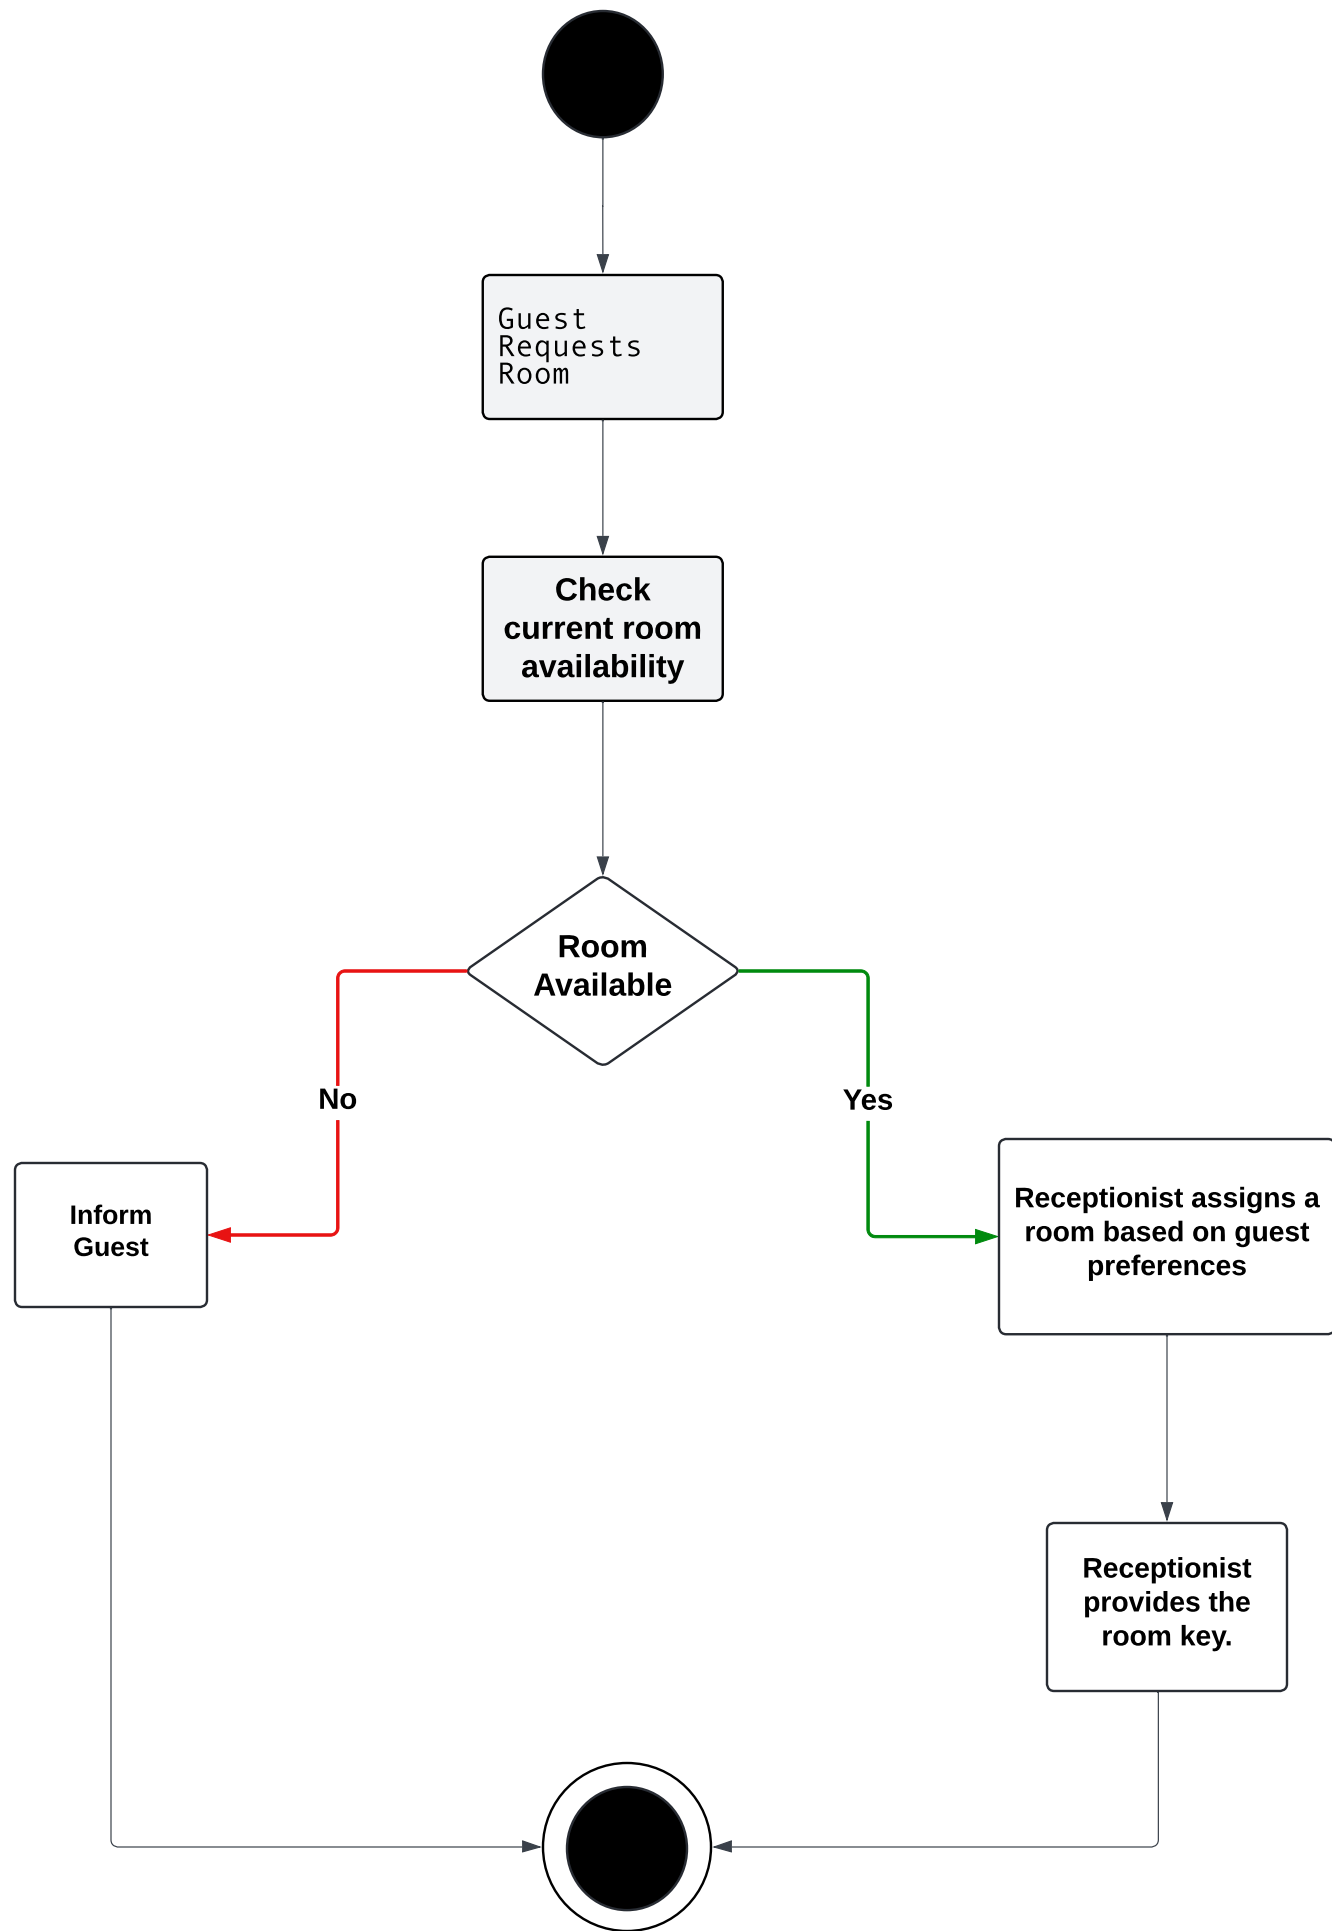 Guest
Requests
Room
Check
current room
availability
Room
Available
No
Yes
Inform
Guest
Receptionist assigns a
room based on guest
preferences
Receptionist
provides the
room key.